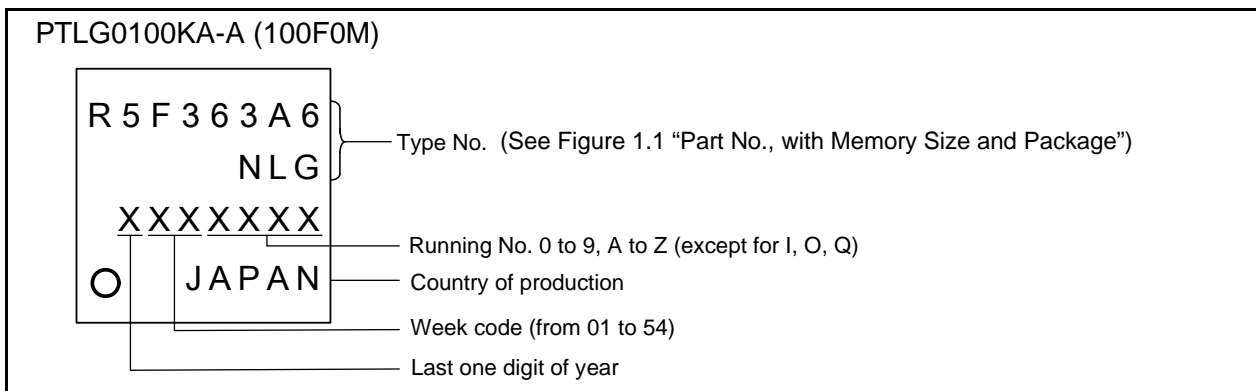 PTLG0100KA-A (100F0M)
R5F363A6
NLG
Type No. (See Figure 1.1 “Part No., with Memory Size and Package”)
XXXXXXX
Running No. 0 to 9, A to Z (except for I, O, Q)
JAPAN
Country of production
Week code (from 01 to 54)
Last one digit of year